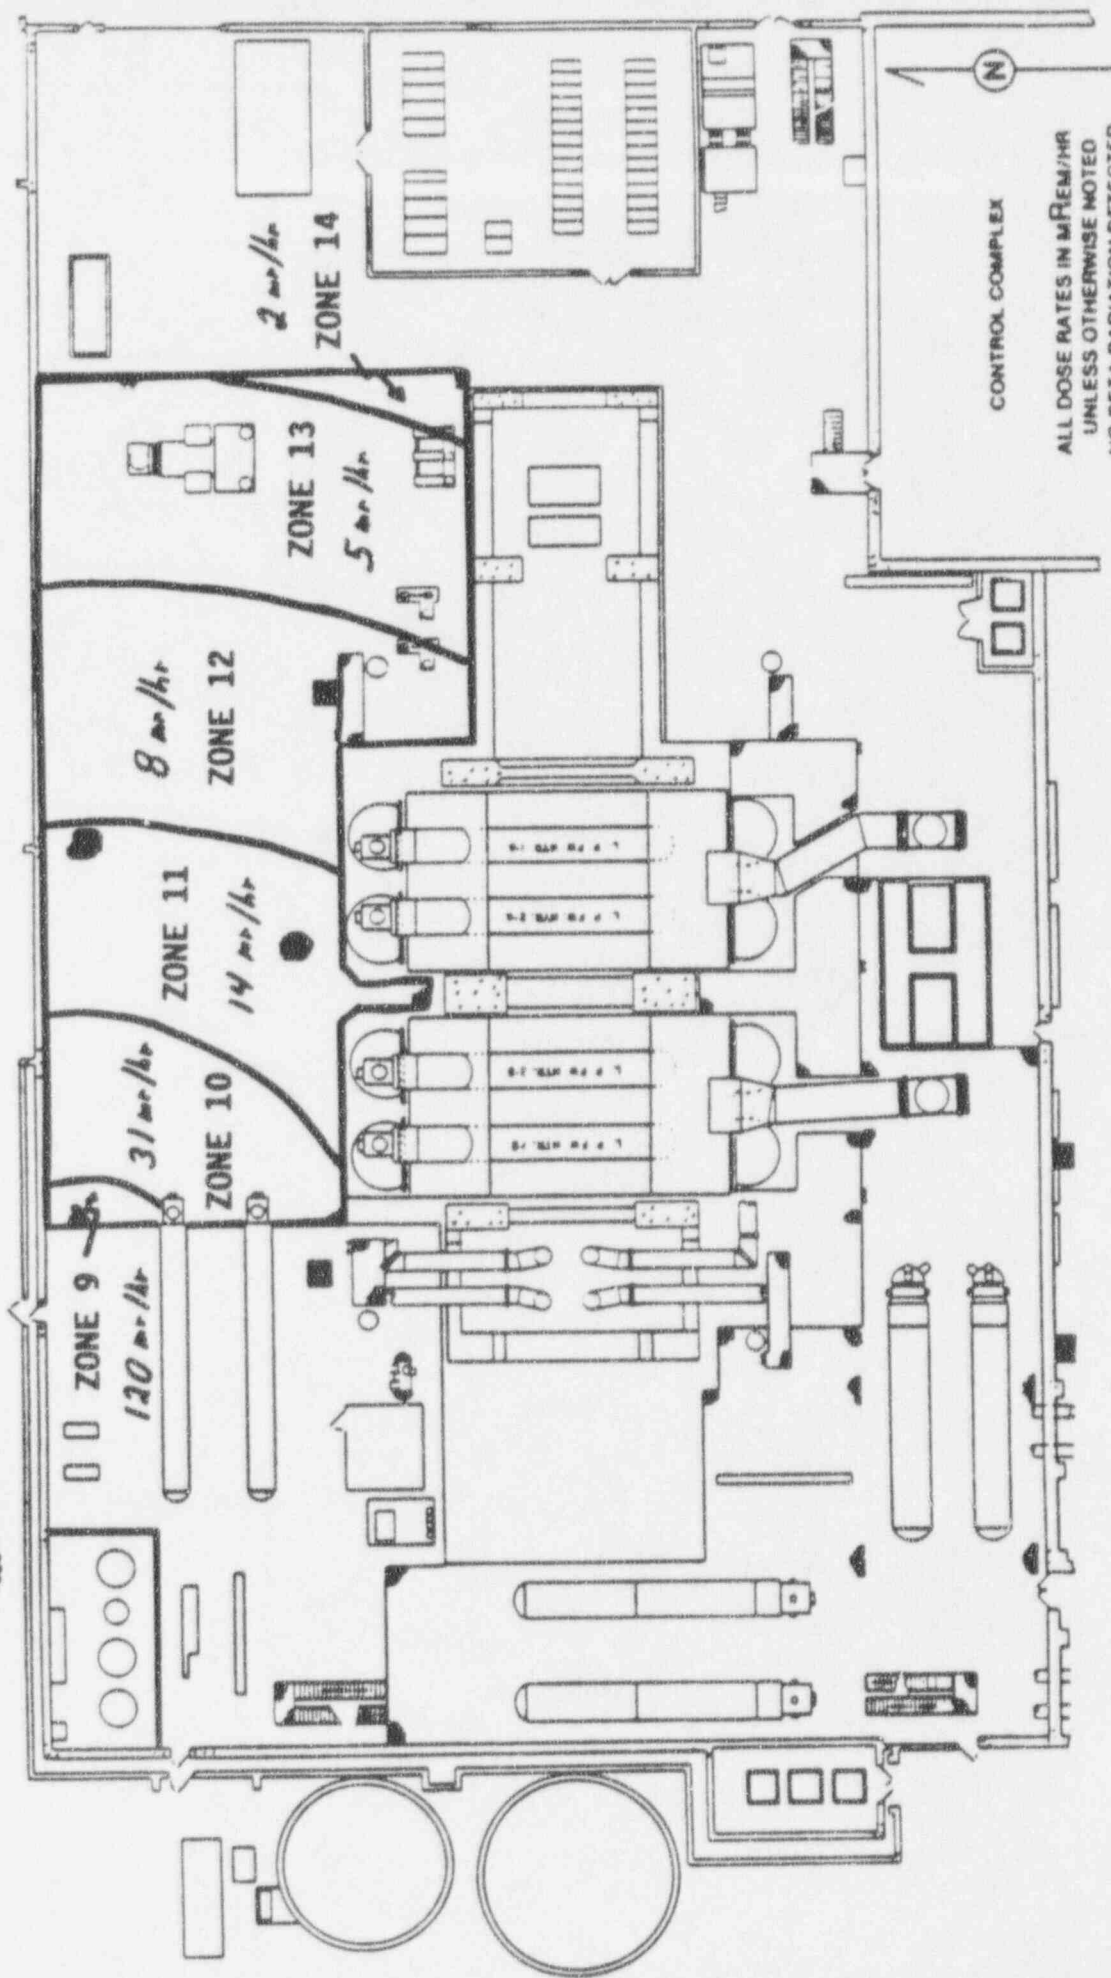 ZONE 9
120 mr/hr
31 mr/hr
ZONE 10
ZONE 11
14 mr/hr
8 mr/hr
ZONE 12
ZONE 13
5 mr/hr
2 mr/hr
ZONE 14
N
CONTROL COMPLEX
ALL DOSE RATES IN MREM/HR
UNLESS OTHERWISE NOTED